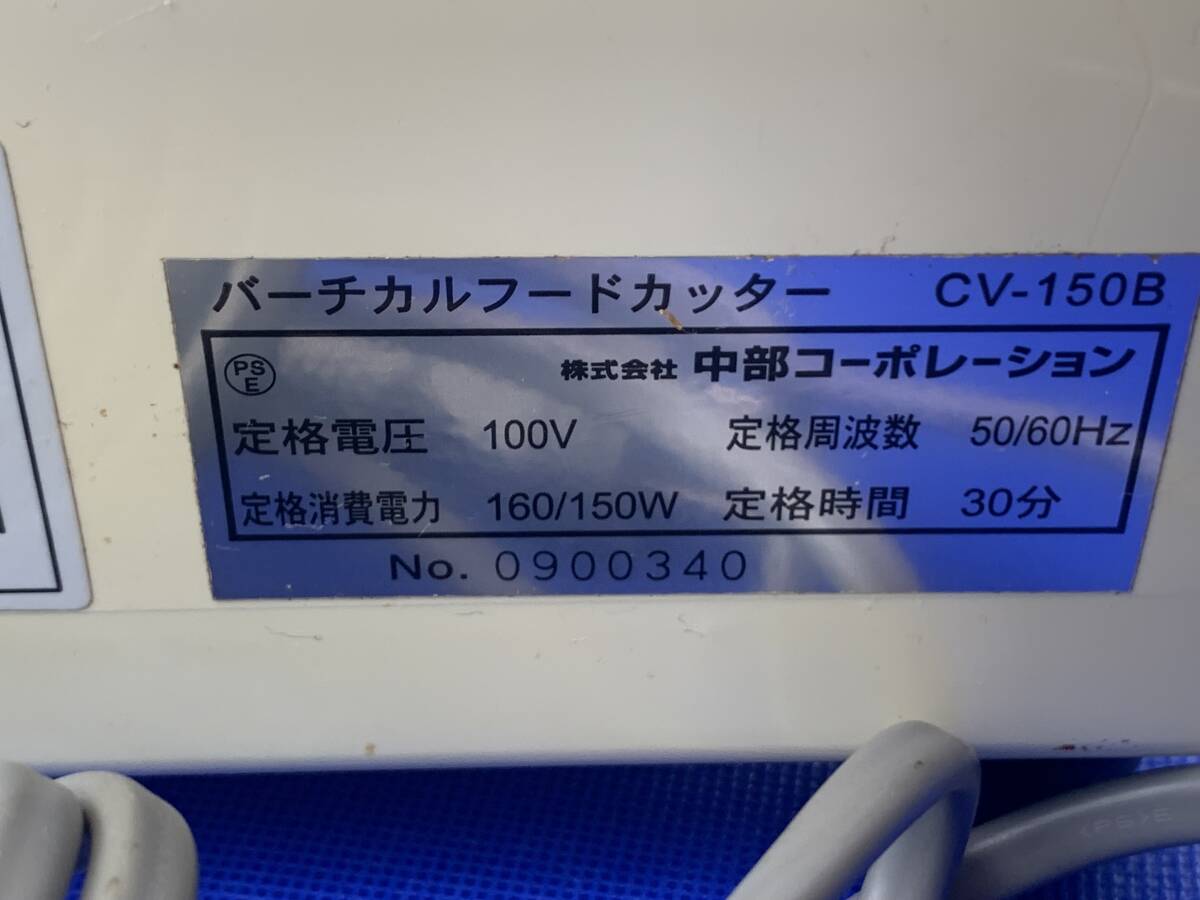 バーチカルフードカッター CV-150B
PS
E
株式会社 中部コーポレーション
定格電圧 100V 定格周波数 50/60Hz
定格消費電力 160/150W 定格時間 30分
No. 0900340
<PS>E